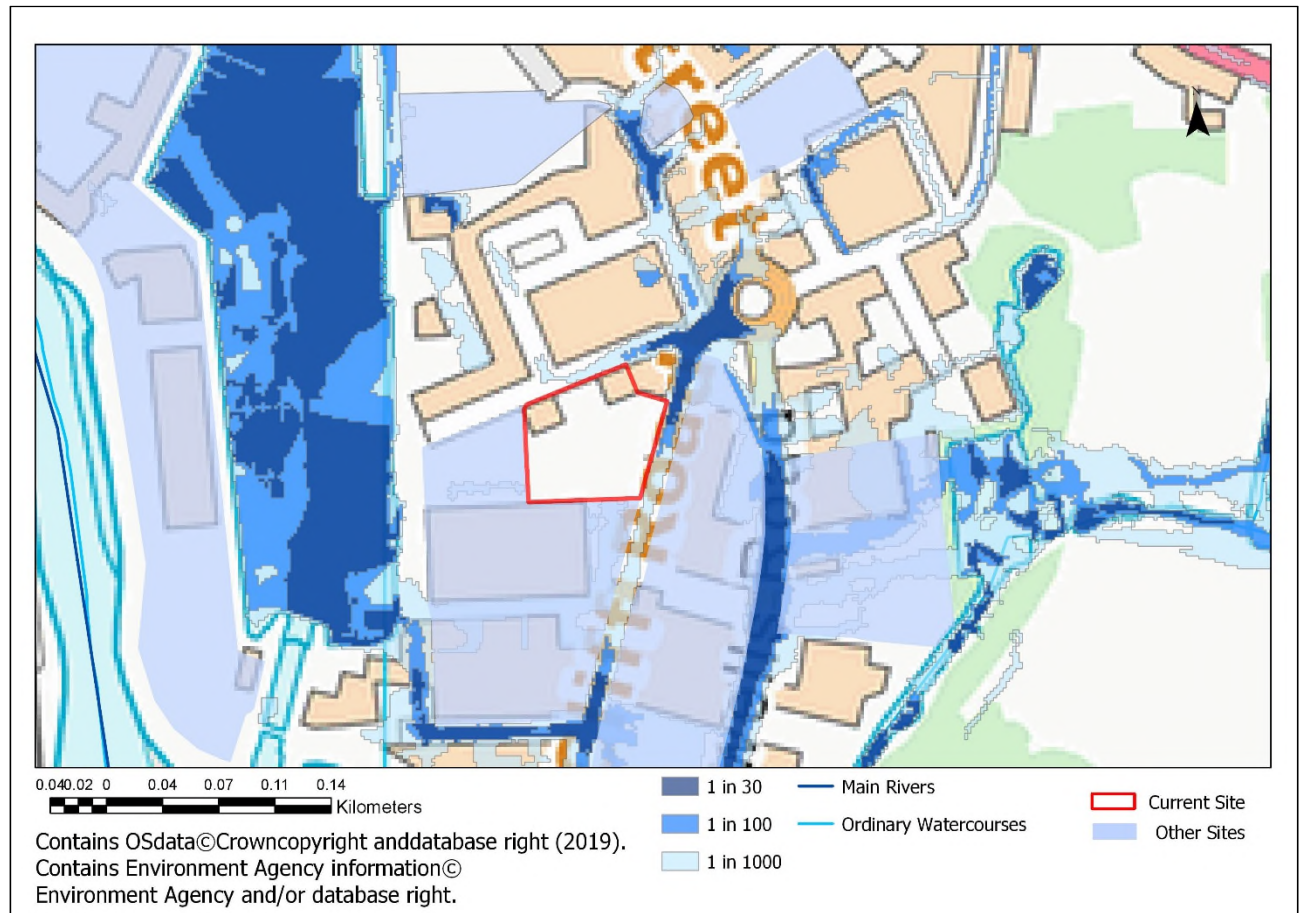 treet
0.04 0.02 0 0.04 0.07 0.11 0.14
Kilometers
1 in 30
1 in 100
1 in 1000
Main Rivers
Ordinary Watercourses
Current Site
Other Sites
Contains OSdata©Crowncopyright anddatabase right (2019).
Contains Environment Agency information©
Environment Agency and/or database right.